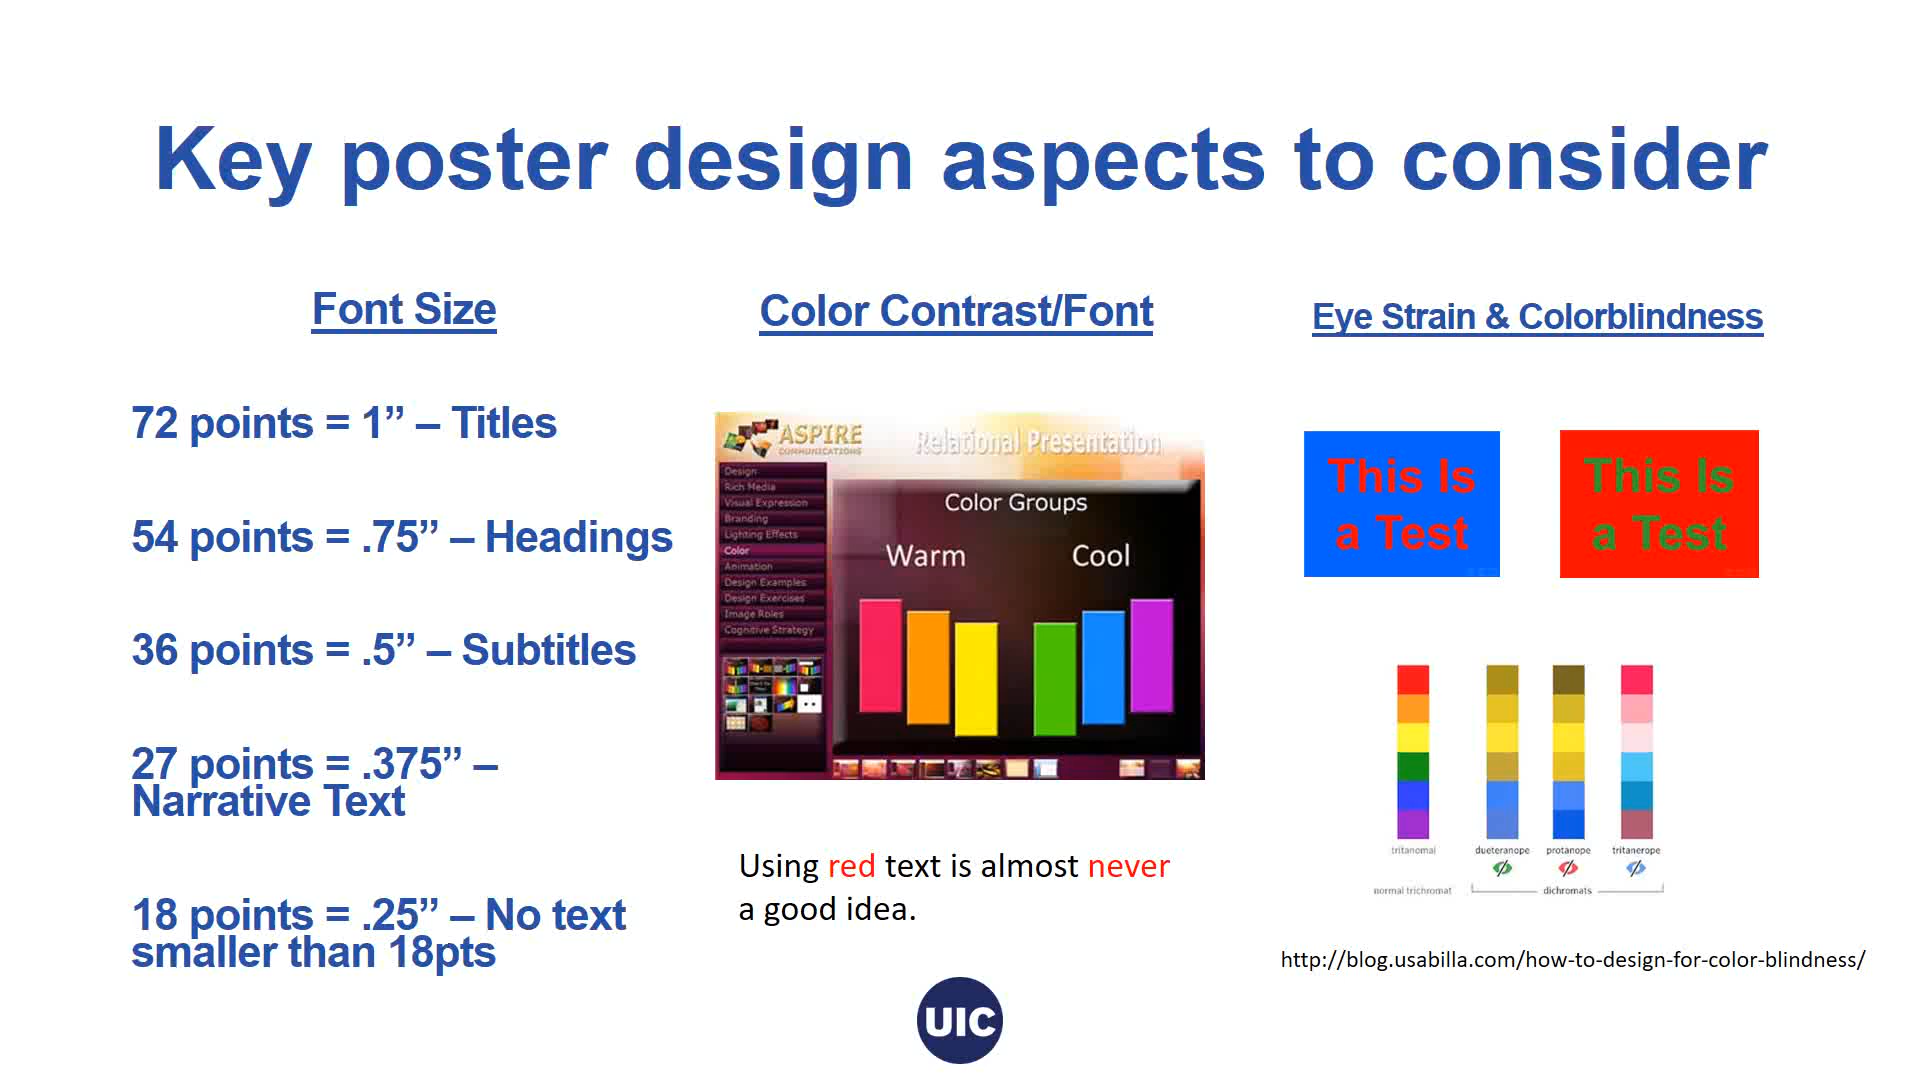 Key poster design aspects to consider
Font Size
72 points = 1” – Titles
54 points = .75” – Headings
36 points = .5” – Subtitles
27 points = .375” –
Narrative Text
18 points = .25” – No text
smaller than 18pts
Color Contrast/Font
ASPIRE
COMMUNICATIONS
Relational Presentation
Design
Rich Media
Visual Expression
Branding
Lighting Effects
Color
Animation
Design Examples
Design Exercises
Image Roles
Cognitive Strategy
Color Groups
Warm
Cool
Using red text is almost never
a good idea.
Eye Strain & Colorblindness
This Is
a Test
This Is
a Test
tritanomal
dueteranope
protanope
tritanerope
normal trichromat
dichromats
http://blog.usabilla.com/how-to-design-for-color-blindness/
UIC